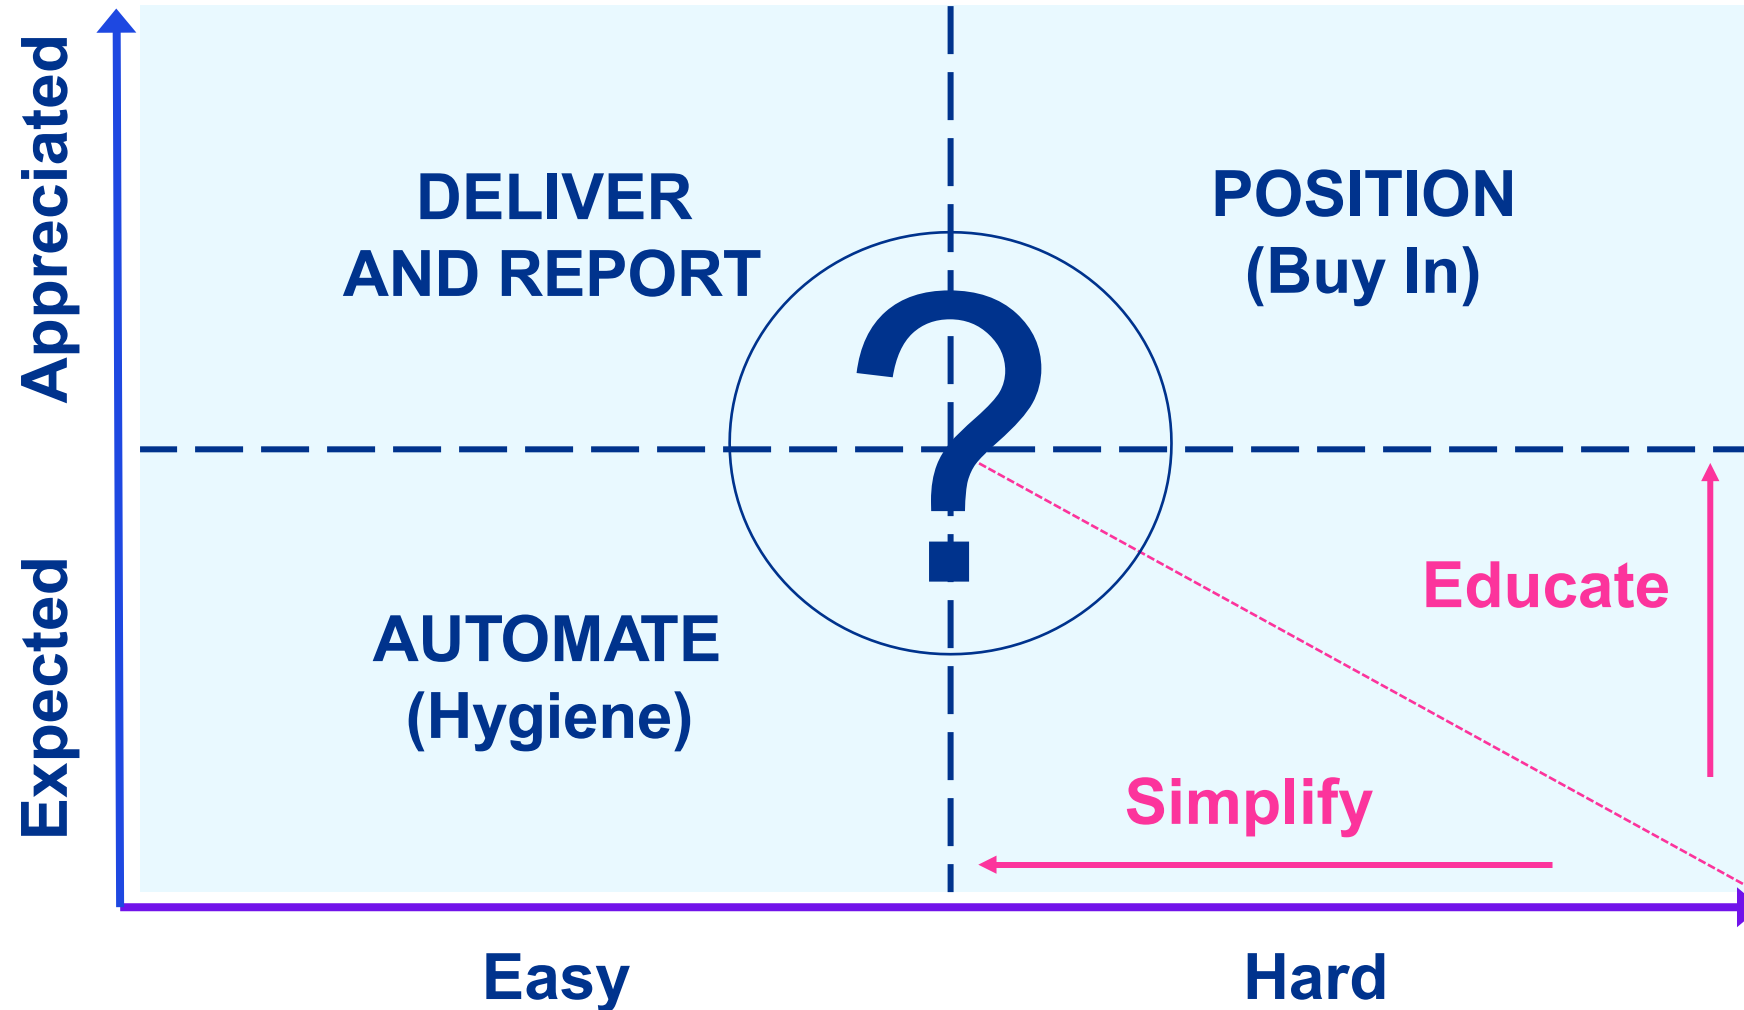 Appreciated
DELIVER
AND REPORT
POSITION
(Buy In)
?
Expected
AUTOMATE
(Hygiene)
Educate
Simplify
Easy
Hard